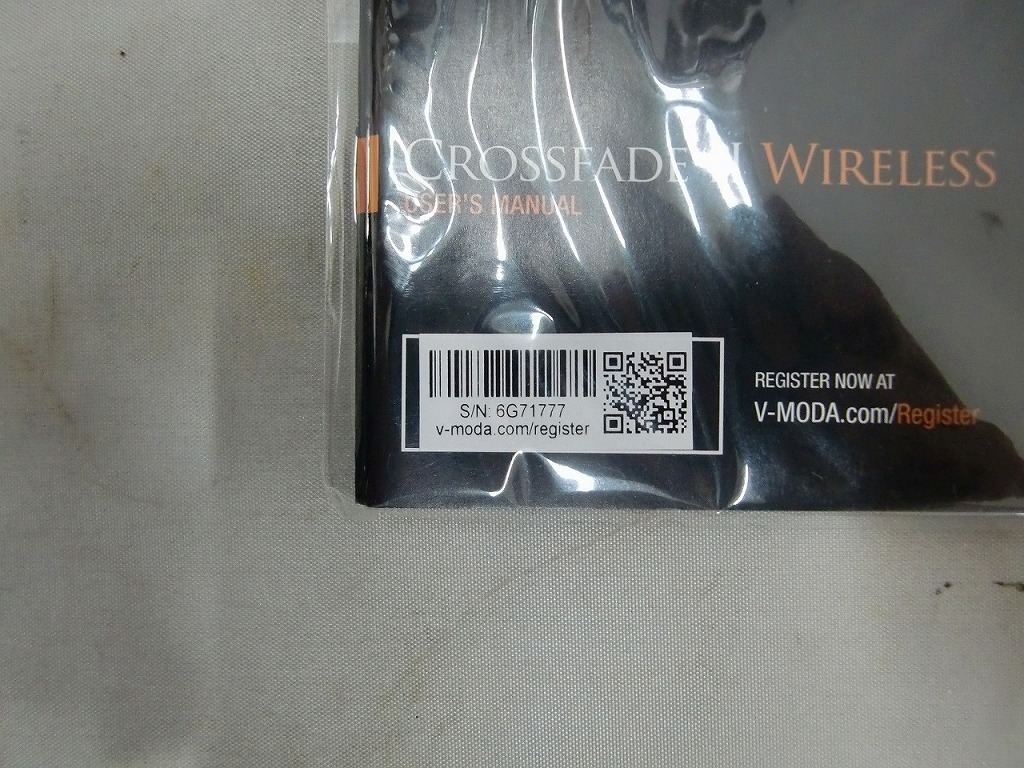 CROSSFADE II WIRELESS
USER'S MANUAL
S/N: 6G71777
v-moda.com/register
REGISTER NOW AT
V-MODA.com/Register